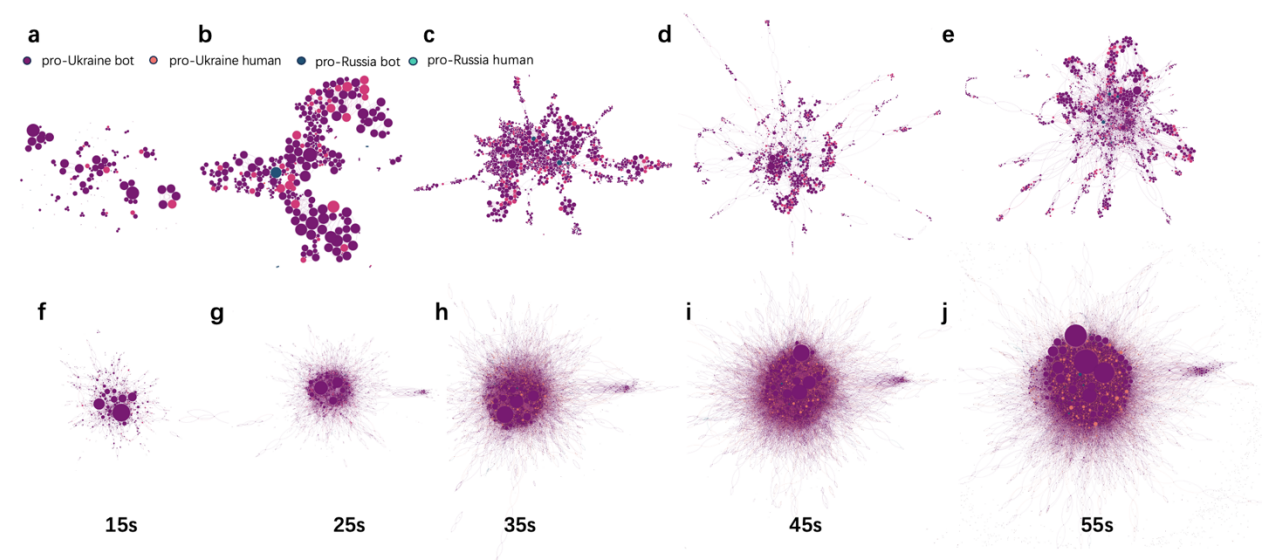 a b c d e
pro-Ukraine bot pro-Ukraine human pro-Russia bot pro-Russia human
f g h i j
15s 25s 35s 45s 55s